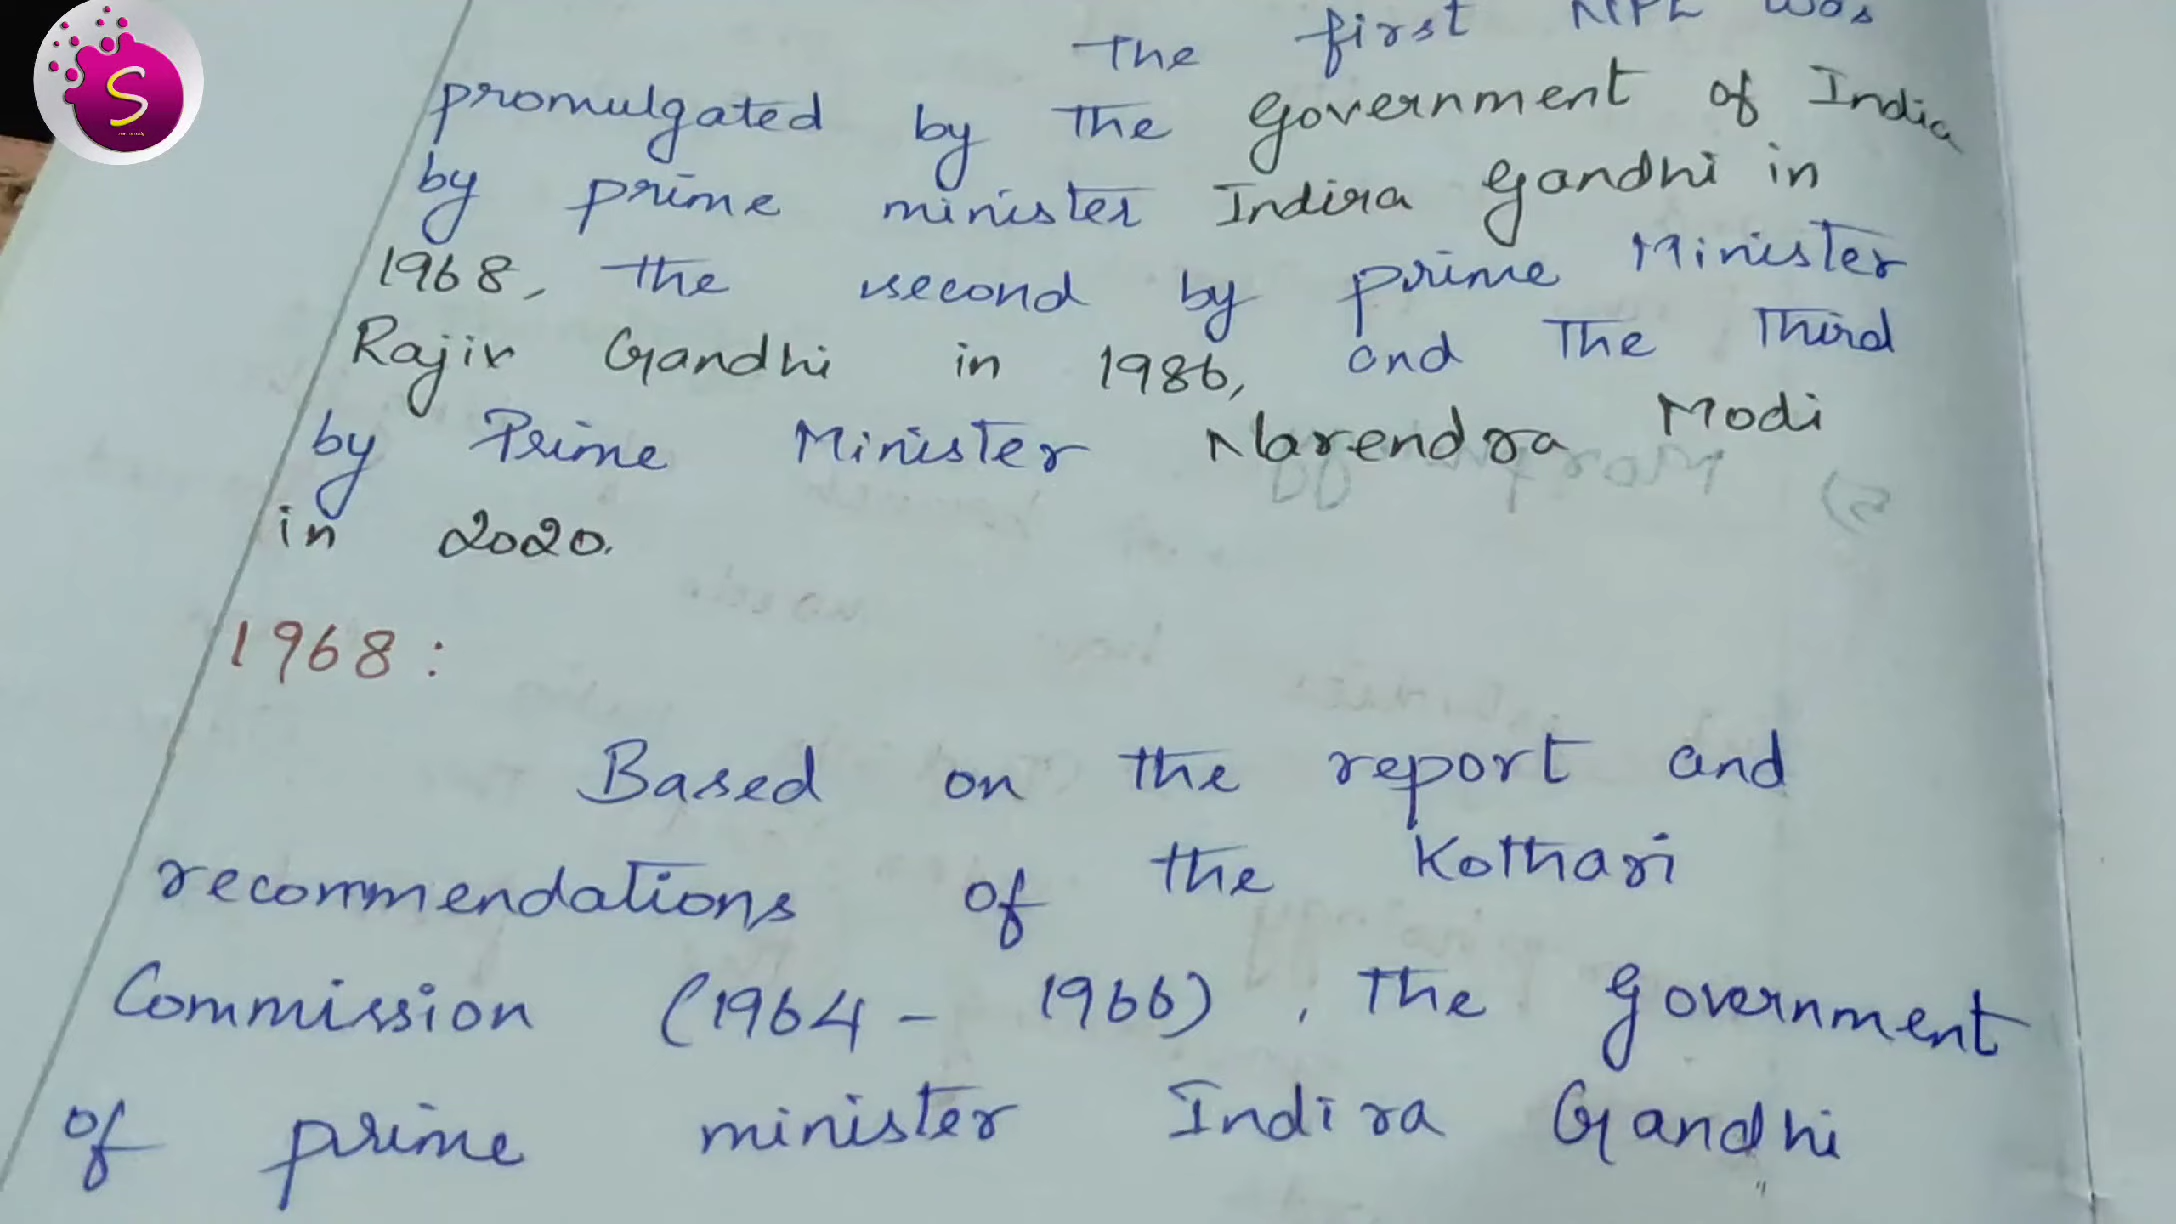 The first NPE was
promulgated by the Government of India
by prime minister Indira Gandhi in
1968, the second by prime Minister
Rajiv Gandhi in 1986, and the Third
by Prime Minister Narendra Modi
in 2020.
1968:
Based on the report and
recommendations of the Kothari
Commission (1964 - 1966), the Government
of prime minister Indira Gandhi
S